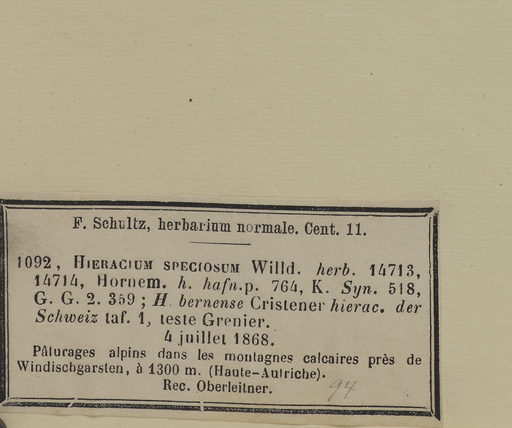 F. Schultz, herbarium normale. Cent. 11.
1092, HIERACIUM SPECIOSUM Willd. herb. 14713,
14714, Hornem. h. hafn. p. 764, K. Syn. 518,
G. G. 2. 359 ; H bernense Cristener hierac. der
Schweiz taf. 1, teste Grenier.
4 juillet 1868.
Pâturages alpins dans les montagnes calcaires près de
Windischgarsten, à 1300 m. (Haute-Autriche).
Rec. Oberleitner.
94